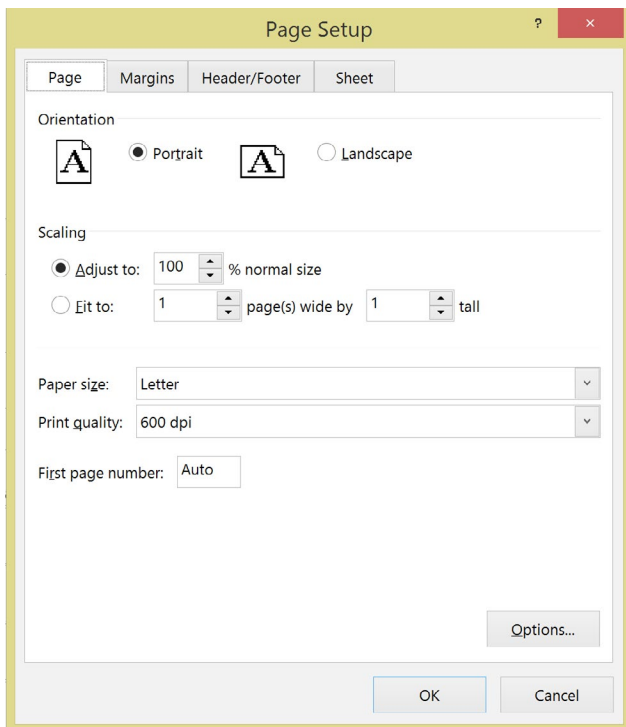 Page Setup ? ×
Page Margins Header/Footer Sheet
Orientation
A Portrait A Landscape
Scaling
Adjust to: 100 % normal size
Fit to: 1 page(s) wide by 1 tall
Paper size: Letter
Print quality: 600 dpi
First page number: Auto
Options...
OK Cancel